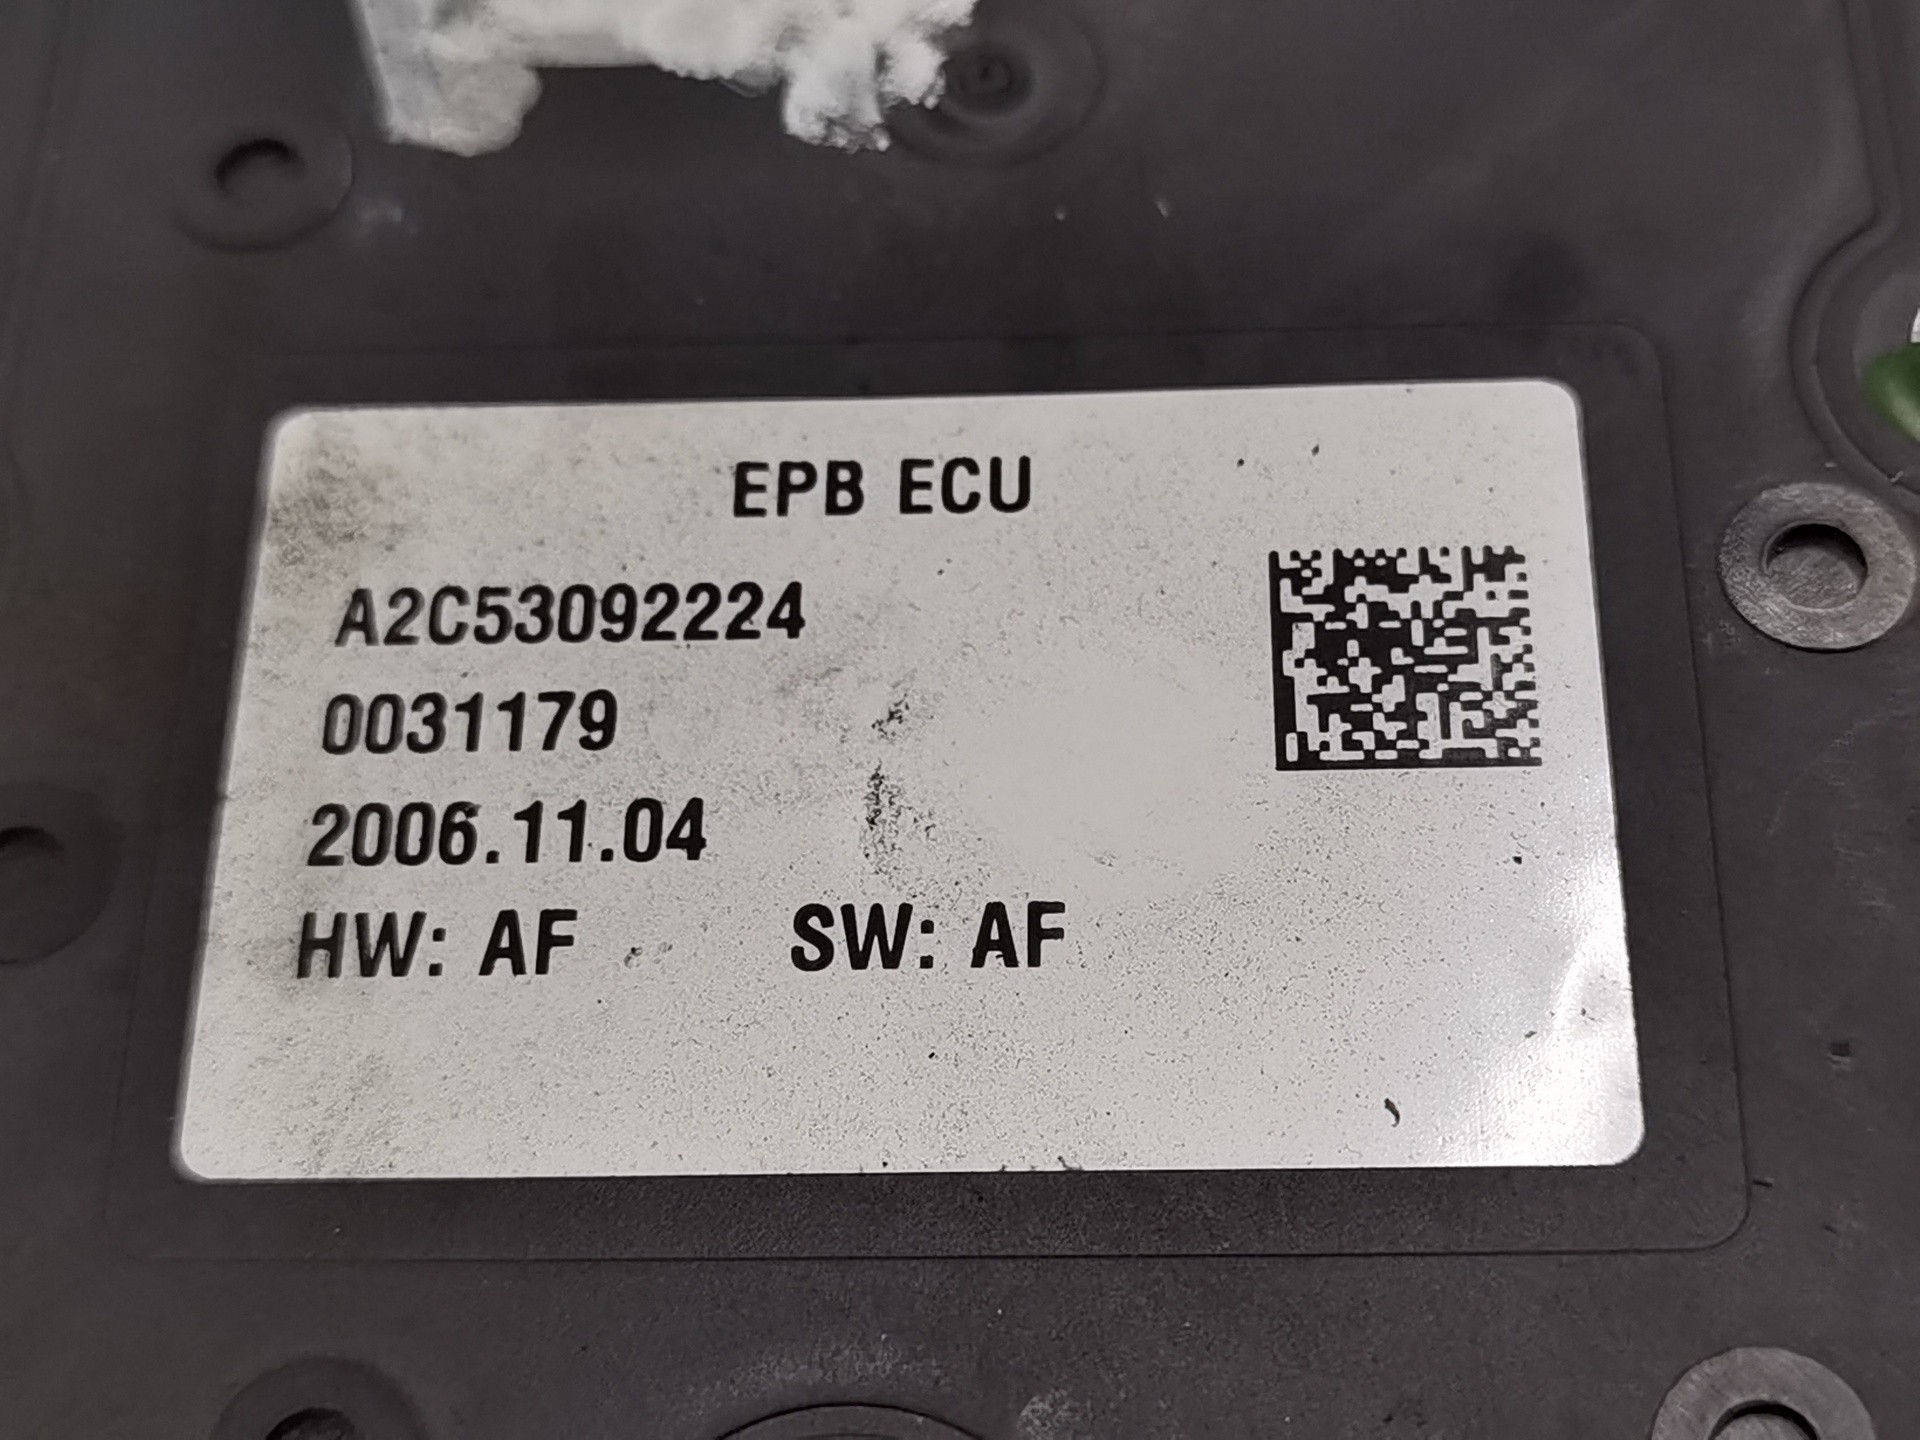 EPB ECU
A2C53092224
0031179
2006.11.04
HW: AF SW: AF